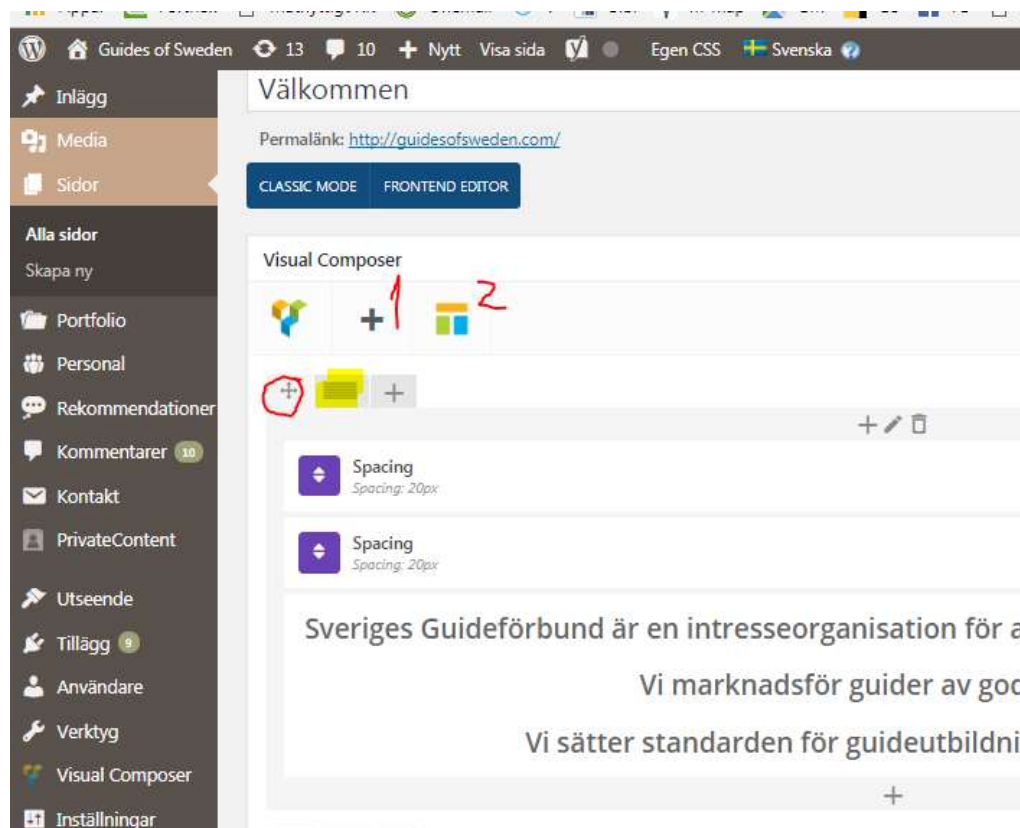 Guides of Sweden 13 10 Nytt Visa sida Egen CSS Svenska
Inlägg
Media
Sidor
Alla sidor
Skapa ny
Portfolio
Personal
Rekommendationer
Kommentarer 10
Kontakt
PrivateContent
Utseende
Tillägg 9
Användare
Verktyg
Visual Composer
Inställningar
Välkommen
Permalänk: http://guidesofsweden.com/
CLASSIC MODE FRONTEND EDITOR
Visual Composer
1 2
Spacing
Spacing: 20px
Spacing
Spacing: 20px
Sveriges Guideförbund är en intresseorganisation för a
Vi marknadsför guider av god
Vi sätter standarden för guideutbildni